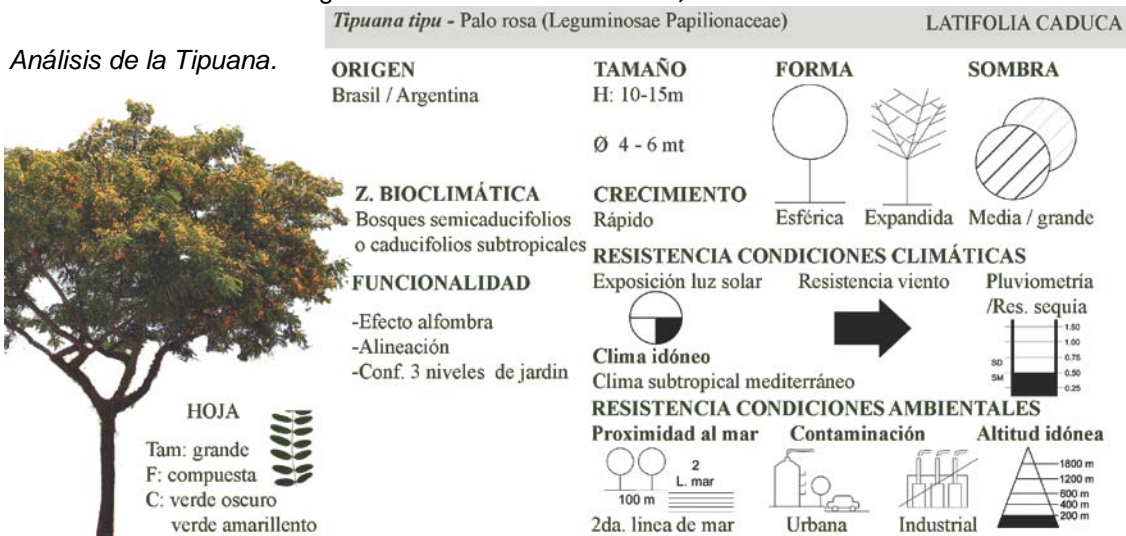 Tipuana tipu - Palo rosa (Leguminosae Papilionaceae) LATIFOLIA CADUCA
Análisis de la Tipuana.
ORIGEN
Brasil / Argentina
TAMAÑO
H: 10-15m
Ø 4 - 6 mt
FORMA
Esférica Expandida
SOMBRA
Media / grande
Z. BIOCLIMÁTICA
Bosques semicaducifolios
o caducifolios subtropicales
CRECIMIENTO
Rápido
FUNCIONALIDAD
-Efecto alfombra
-Alineación
-Conf. 3 niveles de jardin
RESISTENCIA CONDICIONES CLIMÁTICAS
Exposición luz solar
Resistencia viento
Pluviometría
/Res. sequía
1.50
1.00
0.75
SD
0.50
SM
0.25
Clima idóneo
Clima subtropical mediterráneo
HOJA
Tam: grande
F: compuesta
C: verde oscuro
verde amarillento
RESISTENCIA CONDICIONES AMBIENTALES
Proximidad al mar
2
L. mar
100 m
2da. linea de mar
Contaminación
Urbana
Industrial
Altitud idónea
1800 m
1200 m
800 m
400 m
200 m